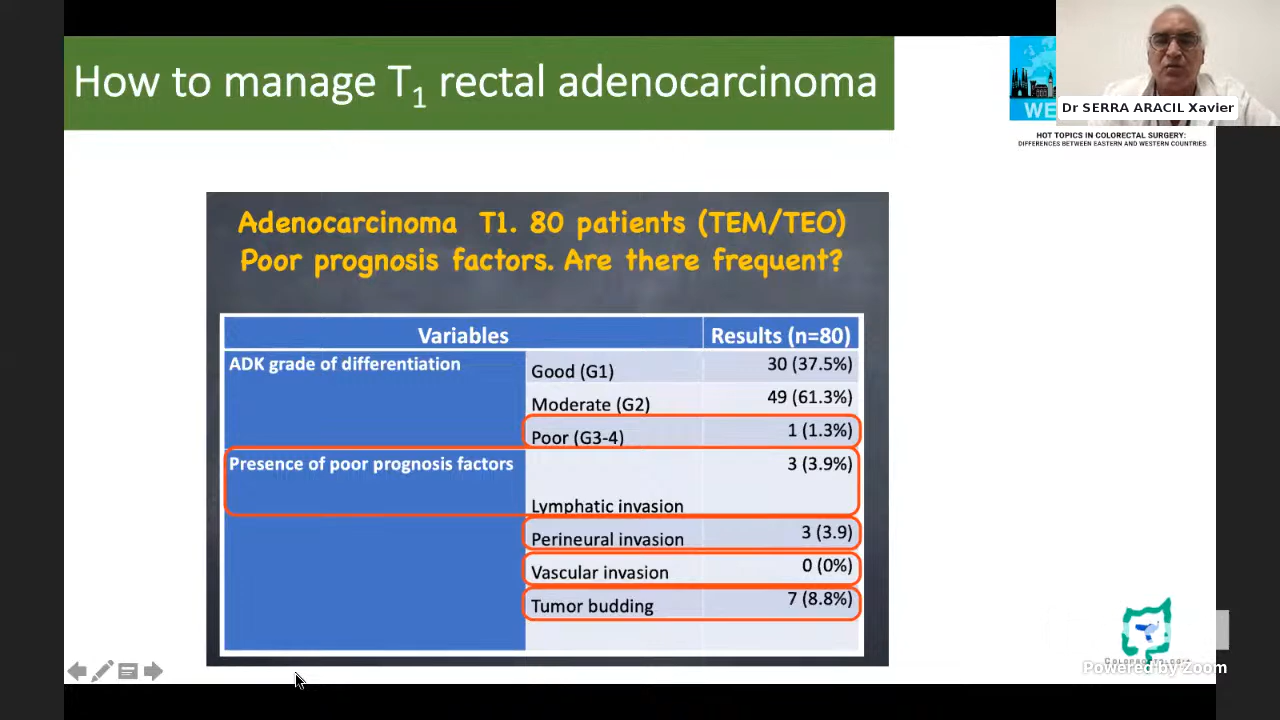 How to manage T1 rectal adenocarcinoma
WE
Dr SERRA ARACIL Xavier
HOT TOPICS IN COLORECTAL SURGERY:
DIFFERENCES BETWEEN EASTERN AND WESTERN COUNTRIES
Adenocarcinoma T1. 80 patients (TEM/TEO)
Poor prognosis factors. Are there frequent?
Variables Results (n=80)
ADK grade of differentiation Good (G1) 30 (37.5%)
Moderate (G2) 49 (61.3%)
Poor (G3-4) 1 (1.3%)
Presence of poor prognosis factors 3 (3.9%)
Lymphatic invasion
Perineural invasion 3 (3.9)
Vascular invasion 0 (0%)
Tumor budding 7 (8.8%)
Powered by Zoom